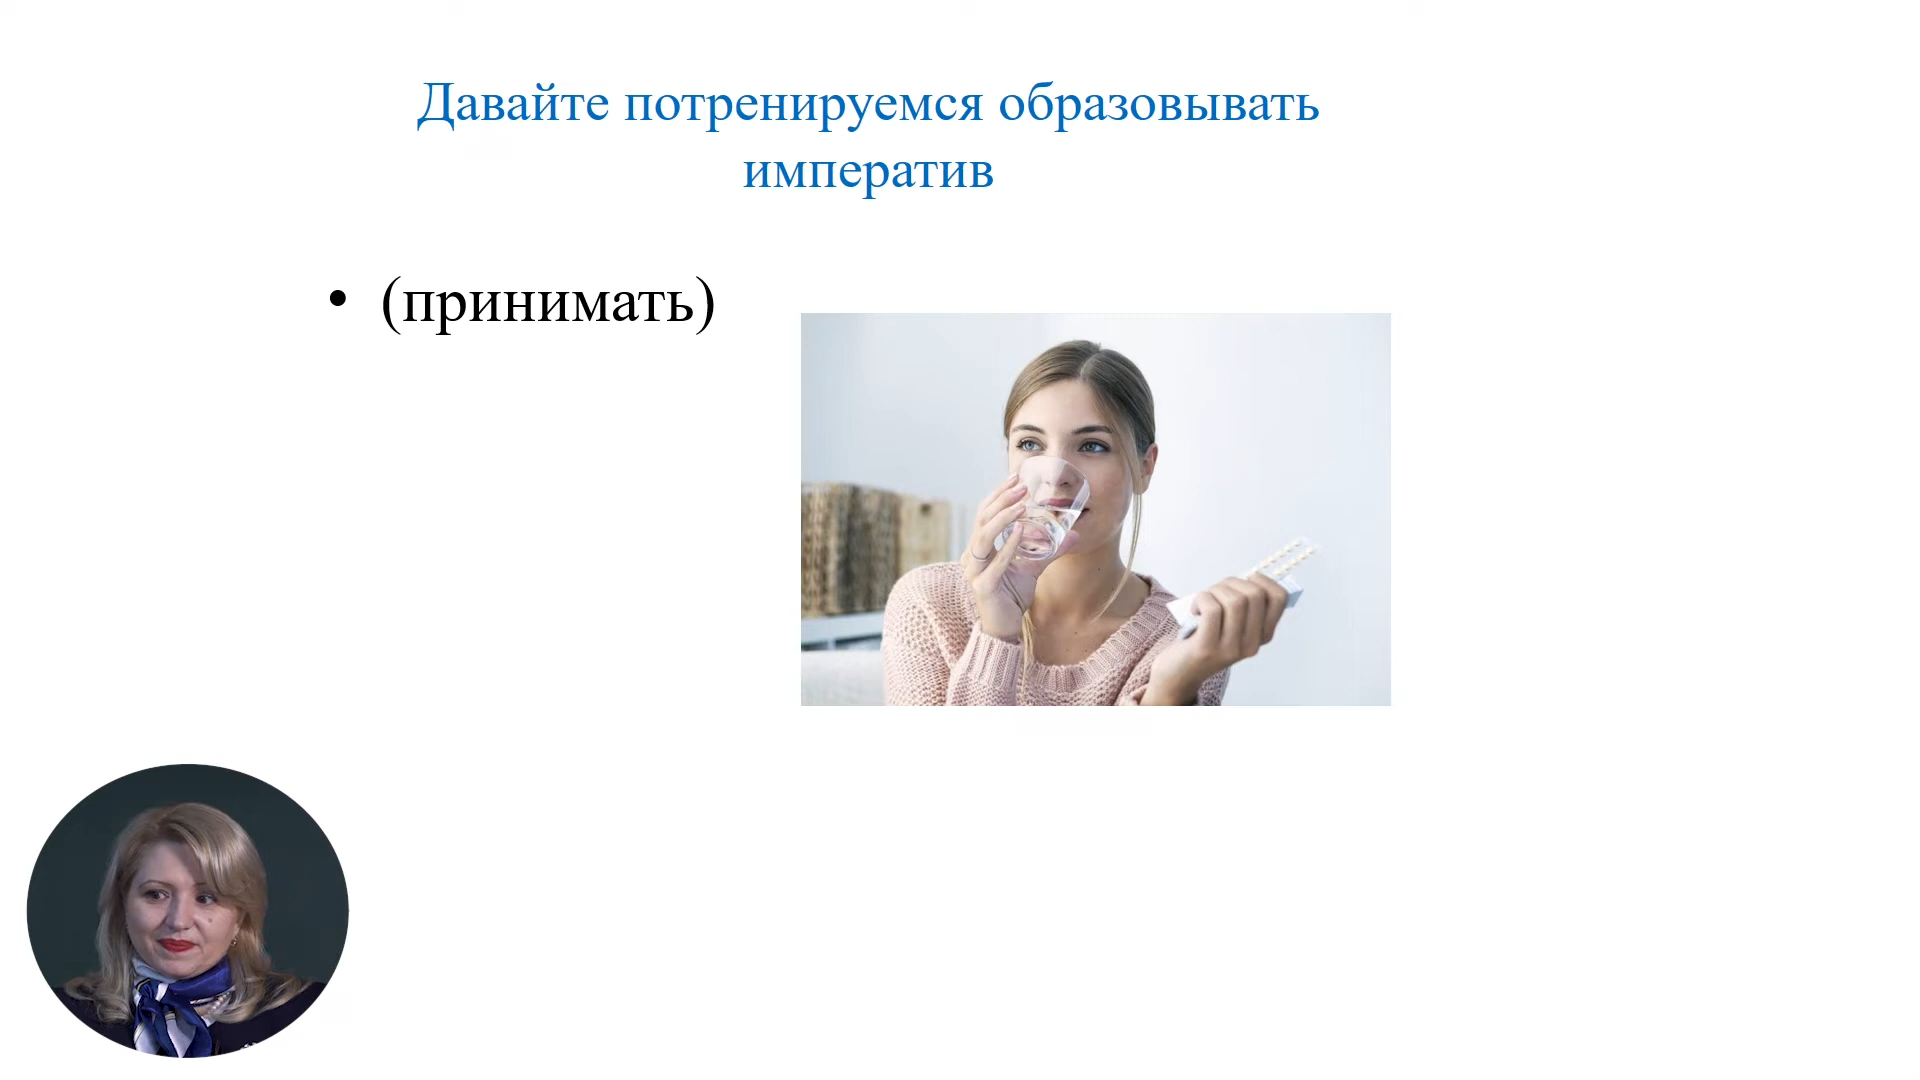 Давайте потренируемся образовывать
императив
• (принимать)